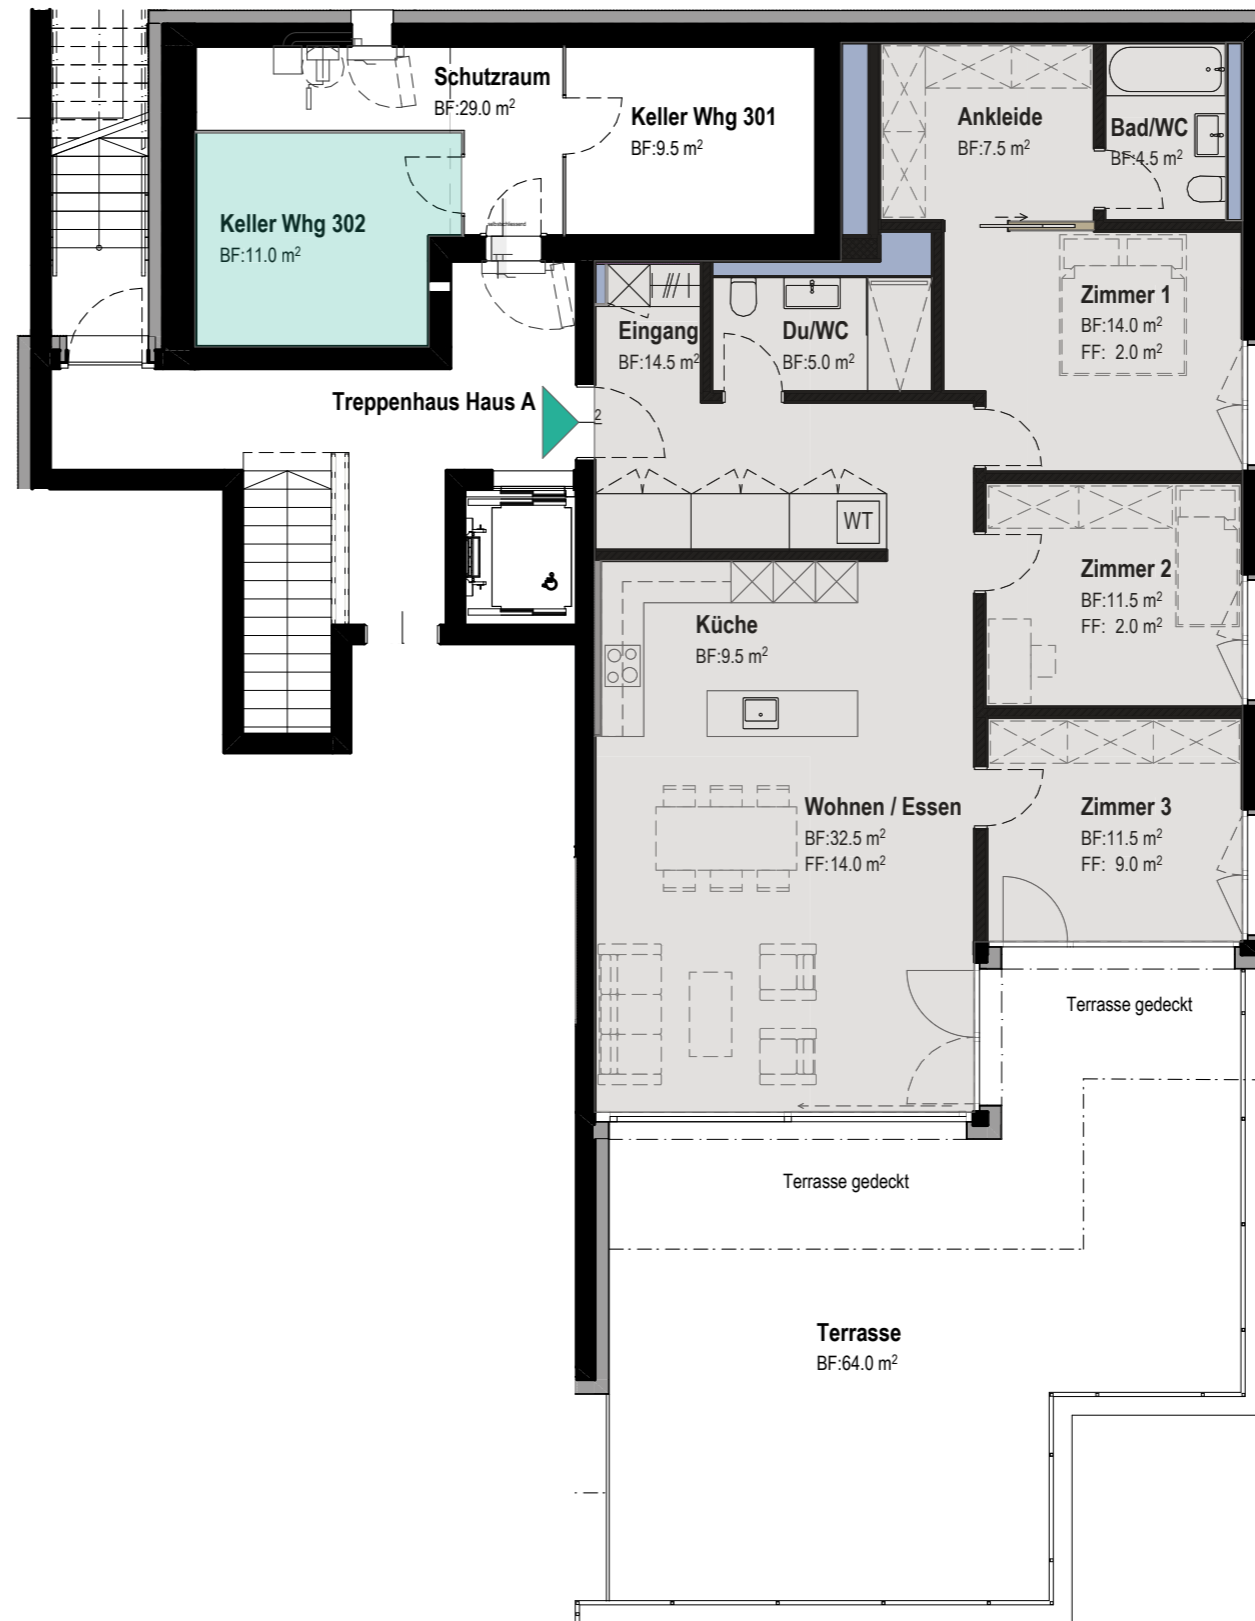 Schutzraum
BF:29.0 m²
Keller Whg 301
BF:9.5 m²
Ankleide
BF:7.5 m²
Bad/WC
BF:4.5 m²
Keller Whg 302
BF:11.0 m²
Zimmer 1
BF:14.0 m²
FF: 2.0 m²
Eingang
BF:14.5 m²
Du/WC
BF:5.0 m²
Treppenhaus Haus A
2
WT
Zimmer 2
BF:11.5 m²
FF: 2.0 m²
Küche
BF:9.5 m²
Wohnen / Essen
BF:32.5 m²
FF:14.0 m²
Zimmer 3
BF:11.5 m²
FF: 9.0 m²
Terrasse gedeckt
Terrasse gedeckt
Terrasse
BF:64.0 m²